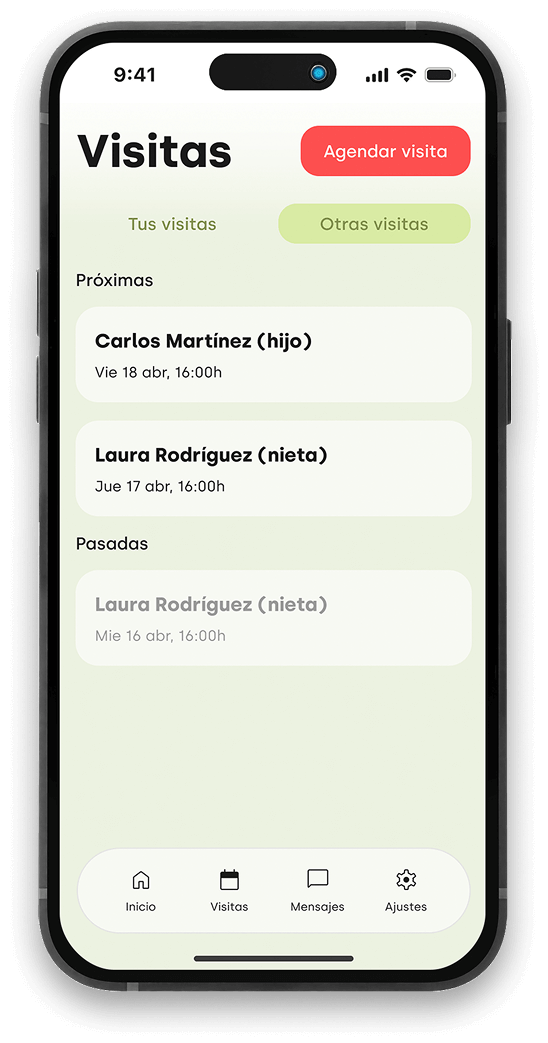 9:41
Visitas
Agendar visita
Tus visitas
Otras visitas
Próximas
Carlos Martínez (hijo)
Vie 18 abr, 16:00h
Laura Rodríguez (nieta)
Jue 17 abr, 16:00h
Pasadas
Laura Rodríguez (nieta)
Mie 16 abr, 16:00h
Inicio
Visitas
Mensajes
Ajustes